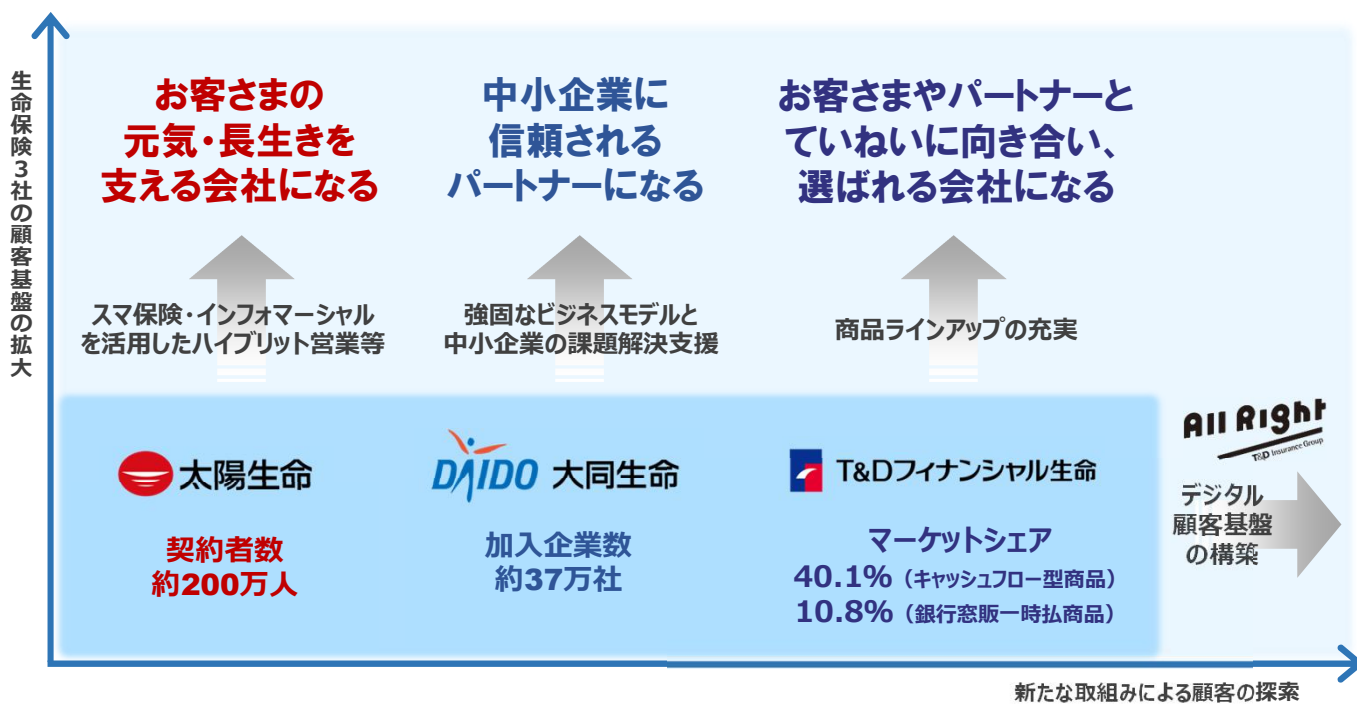 生命保険3社の顧客基盤の拡大
お客さまの
元気・長生きを
支える会社になる
中小企業に
信頼される
パートナーになる
お客さまやパートナーと
ていねいに向き合い、
選ばれる会社になる
スマ保険・インフォマーシャル
を活用したハイブリット営業等
強固なビジネスモデルと
中小企業の課題解決支援
商品ラインアップの充実
太陽生命
契約者数
約200万人
DAIDO 大同生命
加入企業数
約37万社
T&Dフィナンシャル生命
マーケットシェア
40.1%（キャッシュフロー型商品）
10.8%（銀行窓販一時払商品）
All Right
T&D Insurance Group
デジタル
顧客基盤
の構築
新たな取組みによる顧客の探索